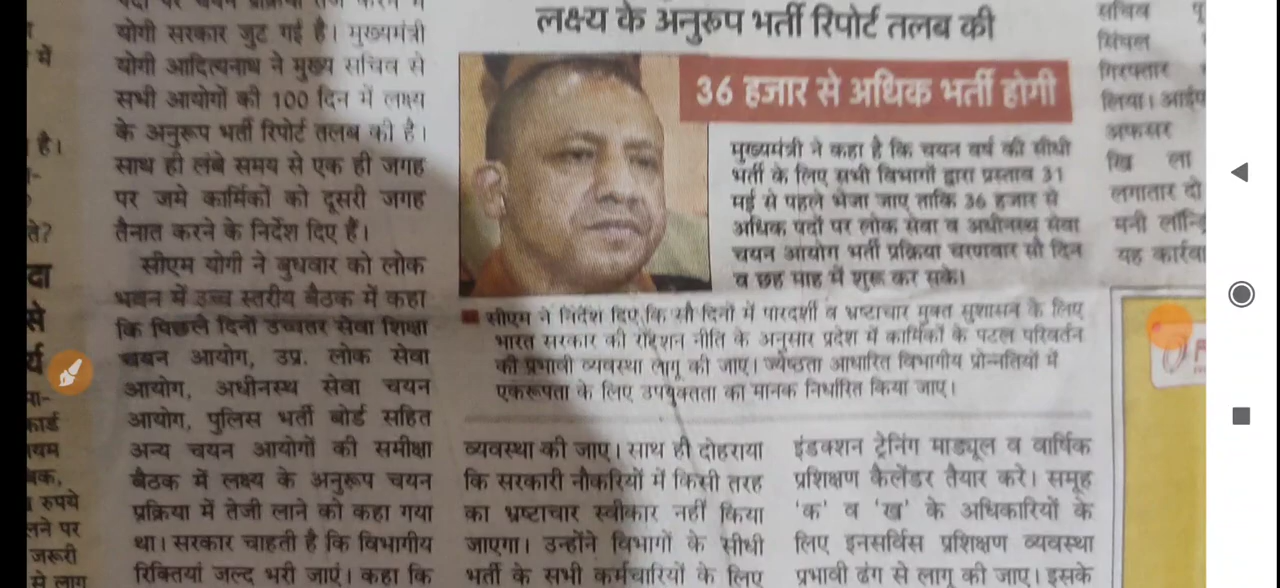 लक्ष्य के अनुरूप भर्ती रिपोर्ट तलब की
योगी सरकार जुट गई है। मुख्यमंत्री
योगी आदित्यनाथ ने मुख्य सचिव से
सभी आयोगों की 100 दिन में लक्ष्य
के अनुरूप भर्ती रिपोर्ट तलब की है।
साथ ही लंबे समय से एक ही जगह
पर जमे कार्मिकों को दूसरी जगह
तैनात करने के निर्देश दिए हैं।
सीएम योगी ने बुधवार को लोक
भवन में उच्च स्तरीय बैठक में कहा
कि पिछले दिनों उच्चतर सेवा शिक्षा
चयन आयोग, उप्र. लोक सेवा
आयोग, अधीनस्थ सेवा चयन
आयोग, पुलिस भर्ती बोर्ड सहित
अन्य चयन आयोगों की समीक्षा
बैठक में लक्ष्य के अनुरूप चयन
प्रक्रिया में तेजी लाने को कहा गया
था। सरकार चाहती है कि विभागीय
रिक्तियां जल्द भरी जाएं। कहा कि
36 हजार से अधिक भर्ती होगी
मुख्यमंत्री ने कहा है कि चयन वर्ष की सीधी
भर्ती के लिए सभी विभागों द्वारा प्रस्ताव 31
मई से पहले भेजा जाए ताकि 36 हजार से
अधिक पदों पर लोक सेवा व अधीनस्थ सेवा
चयन आयोग भर्ती प्रक्रिया चरणवार सौ दिन
व छह माह में शुरू कर सके।
सीएम ने निर्देश दिए कि सौ दिनों में पारदर्शी व भ्रष्टाचार मुक्त सुशासन के लिए
भारत सरकार की रोटेशन नीति के अनुसार प्रदेश में कार्मिकों के पटल परिवर्तन
की प्रभावी व्यवस्था लागू की जाए। ज्येष्ठता आधारित विभागीय प्रोन्नतियों में
एकरूपता के लिए उपयुक्तता का मानक निर्धारित किया जाए।
व्यवस्था की जाए। साथ ही दोहराया
कि सरकारी नौकरियों में किसी तरह
का भ्रष्टाचार स्वीकार नहीं किया
जाएगा। उन्होंने विभागों के सीधी
भर्ती के सभी कर्मचारियों के लिए
इंडक्शन ट्रेनिंग माड्यूल व वार्षिक
प्रशिक्षण कैलेंडर तैयार करे। समूह
'क' व 'ख' के अधिकारियों के
लिए इनसर्विस प्रशिक्षण व्यवस्था
प्रभावी ढंग से लागू की जाए। इसके
सचिव
गिरफ्तार
लिया।
अफसर
लगातार दो
यह
में
है।
ते?
दा
से
रुपये
लने पर
जरूरी
से लाग